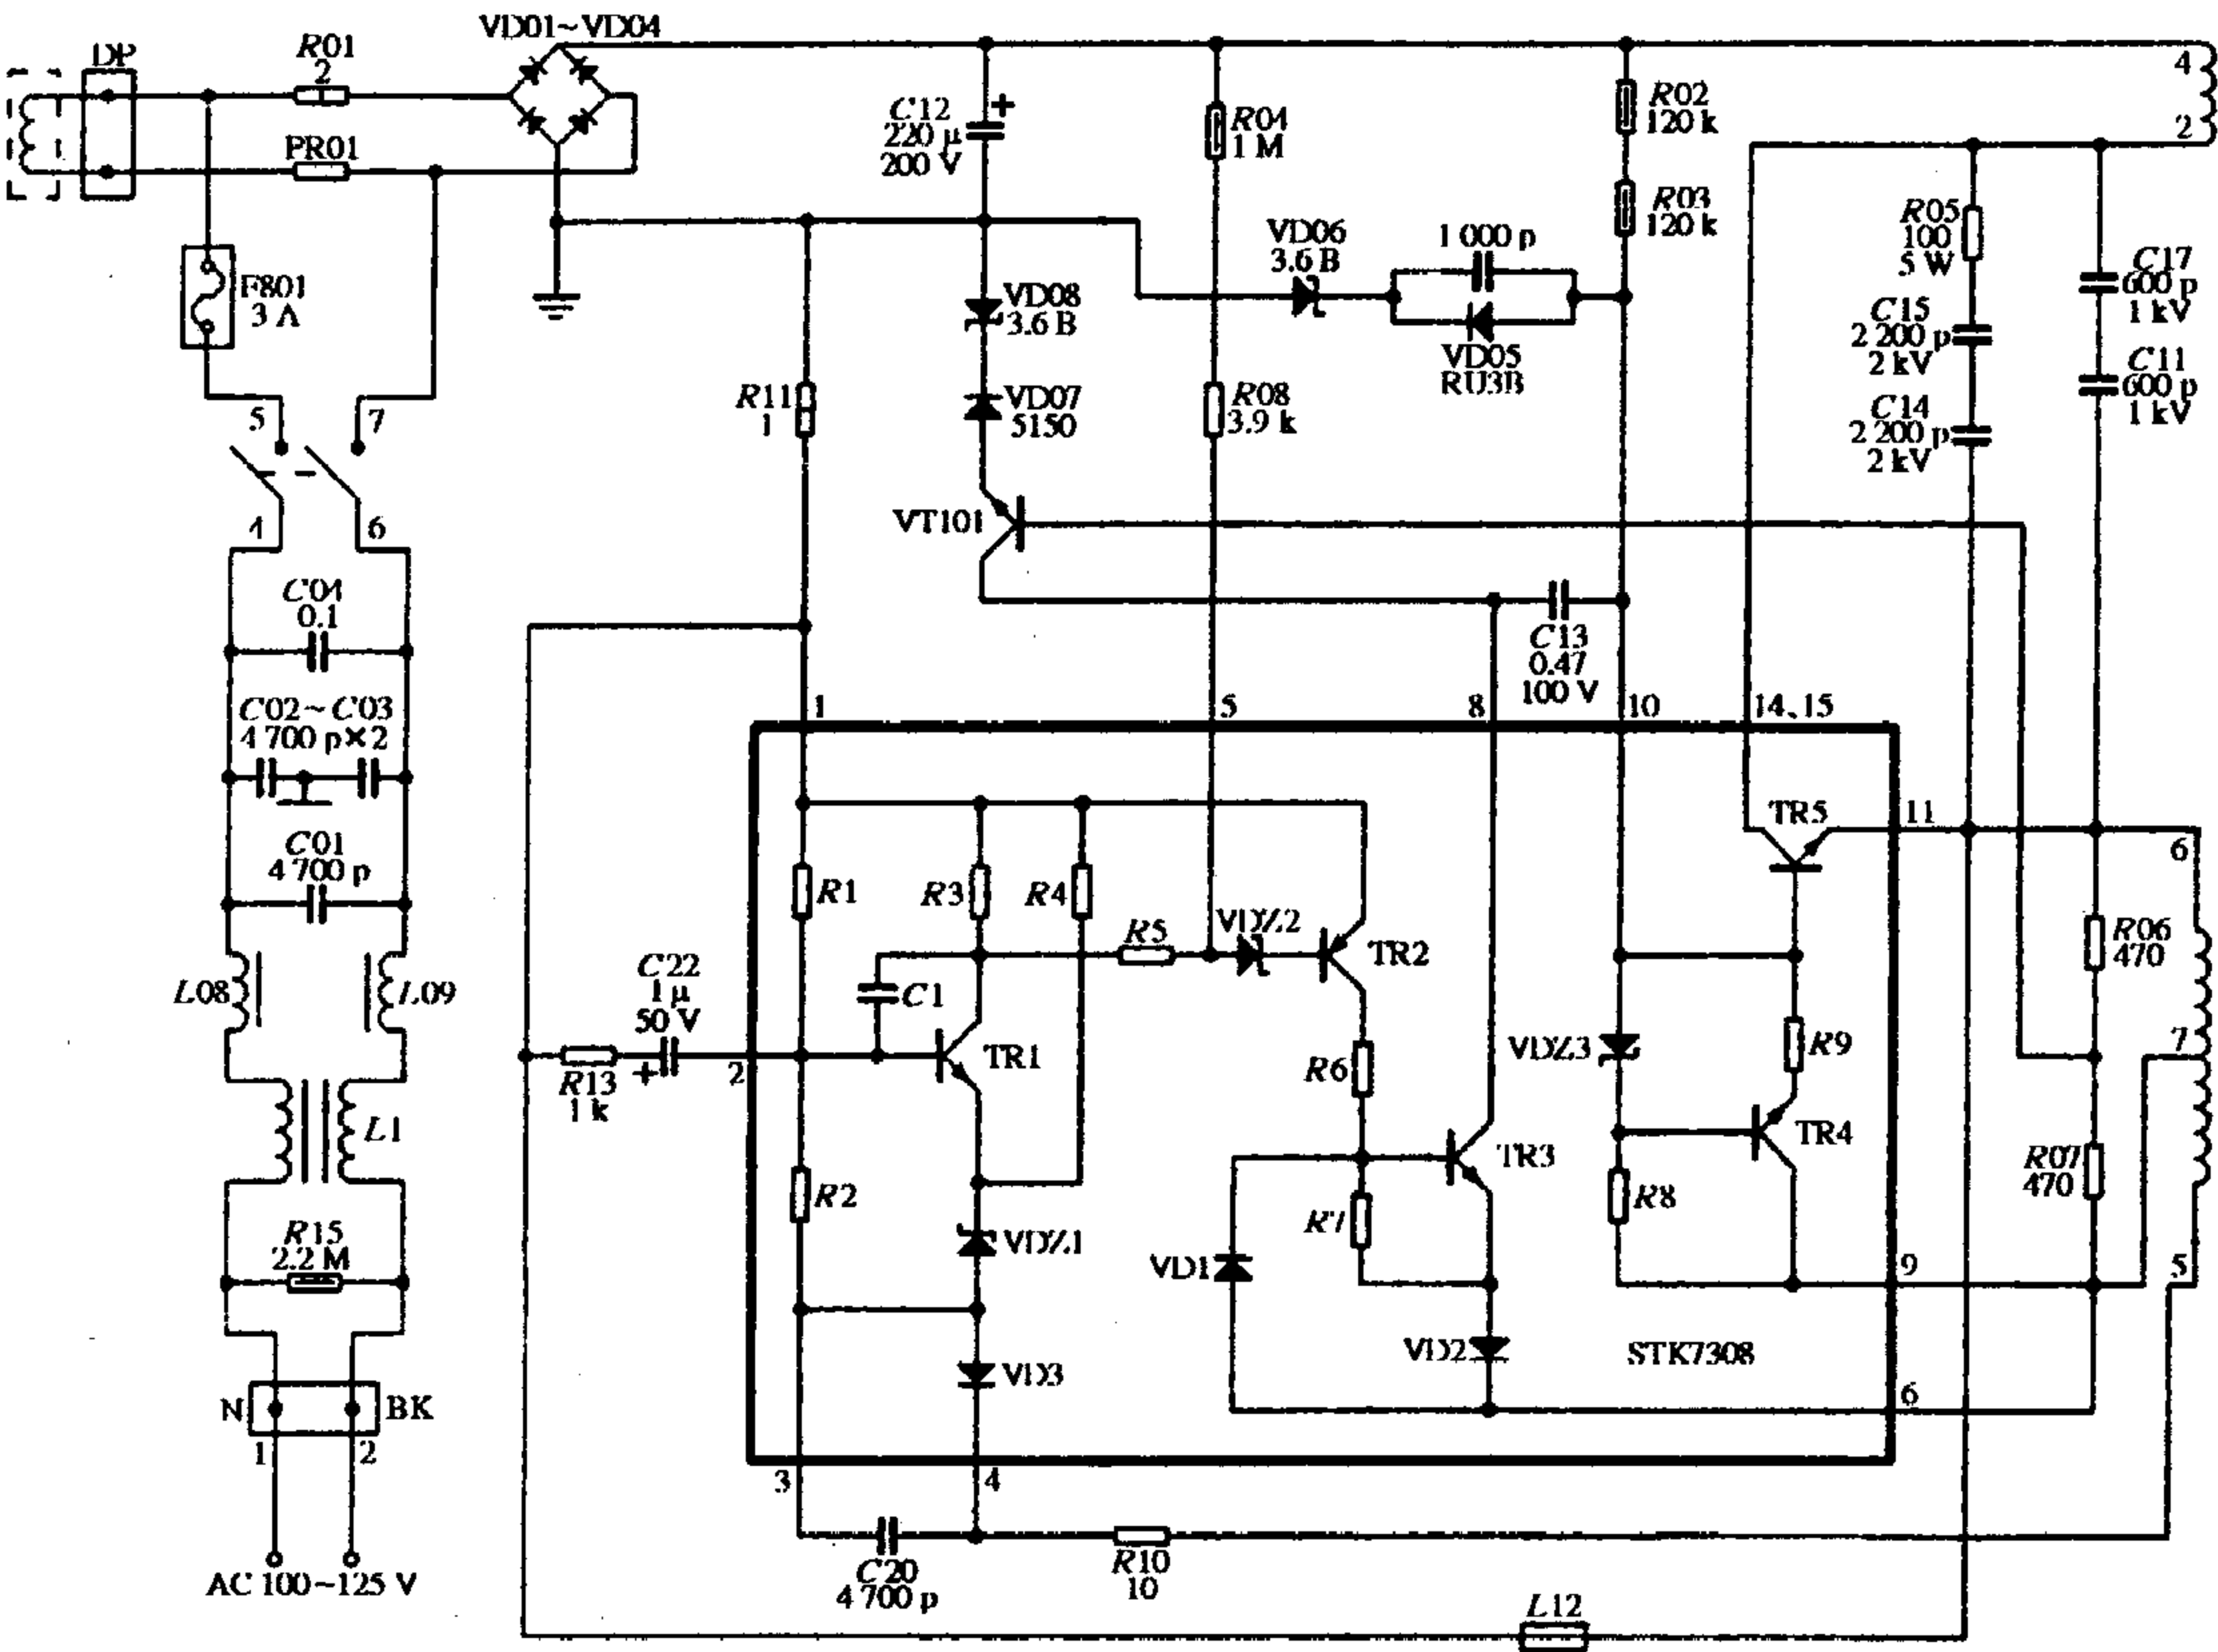 VD01~VD04
DP
R01
2
PR01
F801
3 A
5
7
4
6
C04
0.1
C02~C03
4 700 p×2
C01
4 700 p
L08
L09
L1
R15
2.2 M
N
BK
1
2
AC 100~125 V
C12
220 μ
200 V
+
R04
1 M
R02
120 k
R03
120 k
4
2
VD06
3.6 B
1 000 p
VD05
RU3B
VD08
3.6 B
VD07
5150
R11
1
R08
3.9 k
R05
100
5 W
C15
2 200 p
2 kV
C14
2 200 p
2 kV
C17
600 p
1 kV
C11
600 p
1 kV
VT101
C13
0.47
100 V
1
5
8
10
14、15
TR5
11
6
R1
R3
R4
R5
VDZ2
TR2
R06
470
C22
1 μ
50 V
+
R13
1 k
2
C1
TR1
R6
VDZ3
R9
7
TR3
TR4
R2
R7
R8
R07
470
VDZ1
VD1
9
5
VD3
VD2
STK7308
6
3
4
C20
4 700 p
R10
10
L12